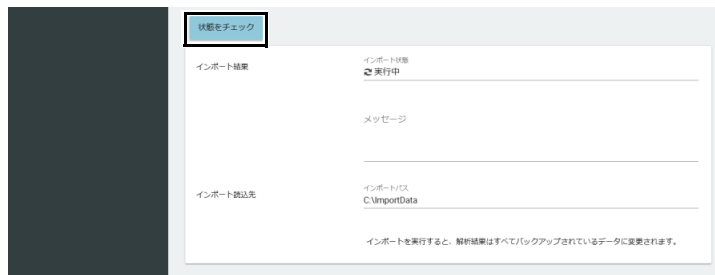 状態をチェック
インポート結果
インポート状態
実行中
メッセージ
インポート読込先
インポートパス
C:\ImportData
インポートを実行すると、解析結果はすべてバックアップされているデータに変更されます。